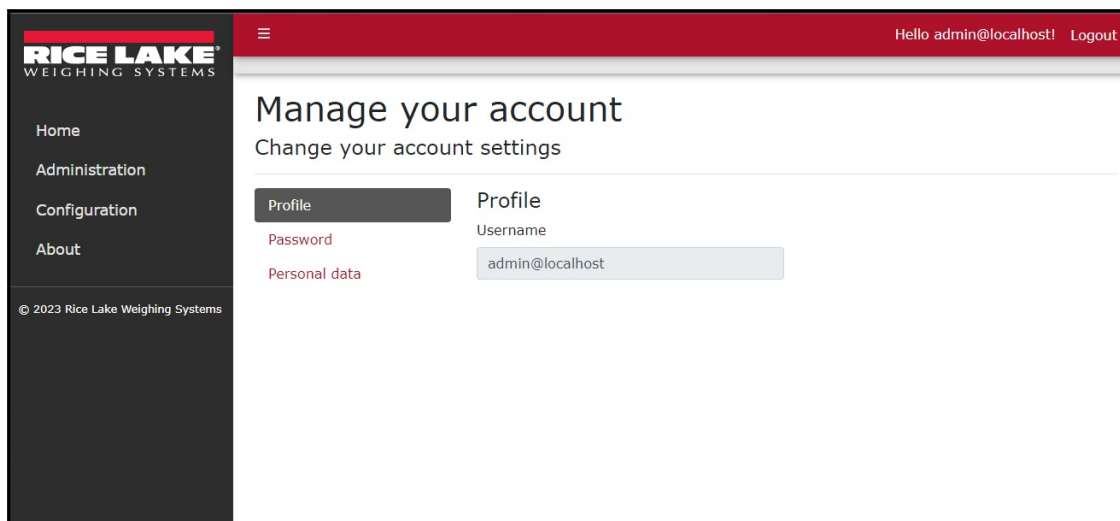 RICE LAKE®
WEIGHING SYSTEMS
Home
Administration
Configuration
About
© 2023 Rice Lake Weighing Systems
☰
Hello admin@localhost! Logout
Manage your account
Change your account settings
Profile
Password
Personal data
Profile
Username
admin@localhost